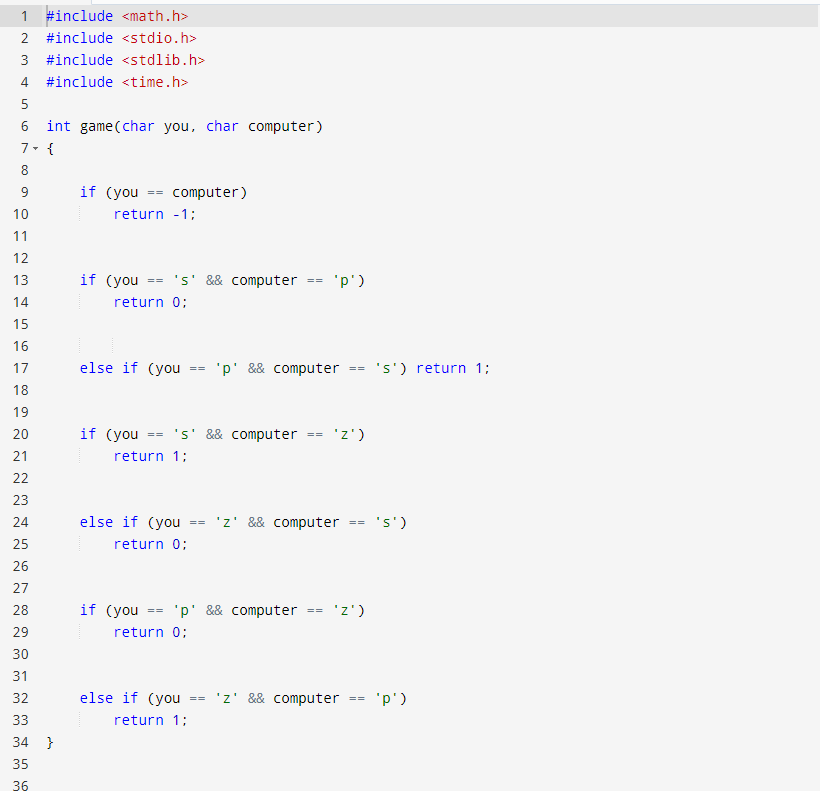 1 #include <math.h>
2 #include <stdio.h>
3 #include <stdlib.h>
4 #include <time.h>
5
6 int game(char you, char computer)
7 {
8
9 if (you == computer)
10 return -1;
11
12
13 if (you == 's' && computer == 'p')
14 return 0;
15
16
17 else if (you == 'p' && computer == 's') return 1;
18
19
20 if (you == 's' && computer == 'z')
21 return 1;
22
23
24 else if (you == 'z' && computer == 's')
25 return 0;
26
27
28 if (you == 'p' && computer == 'z')
29 return 0;
30
31
32 else if (you == 'z' && computer == 'p')
33 return 1;
34 }
35
36